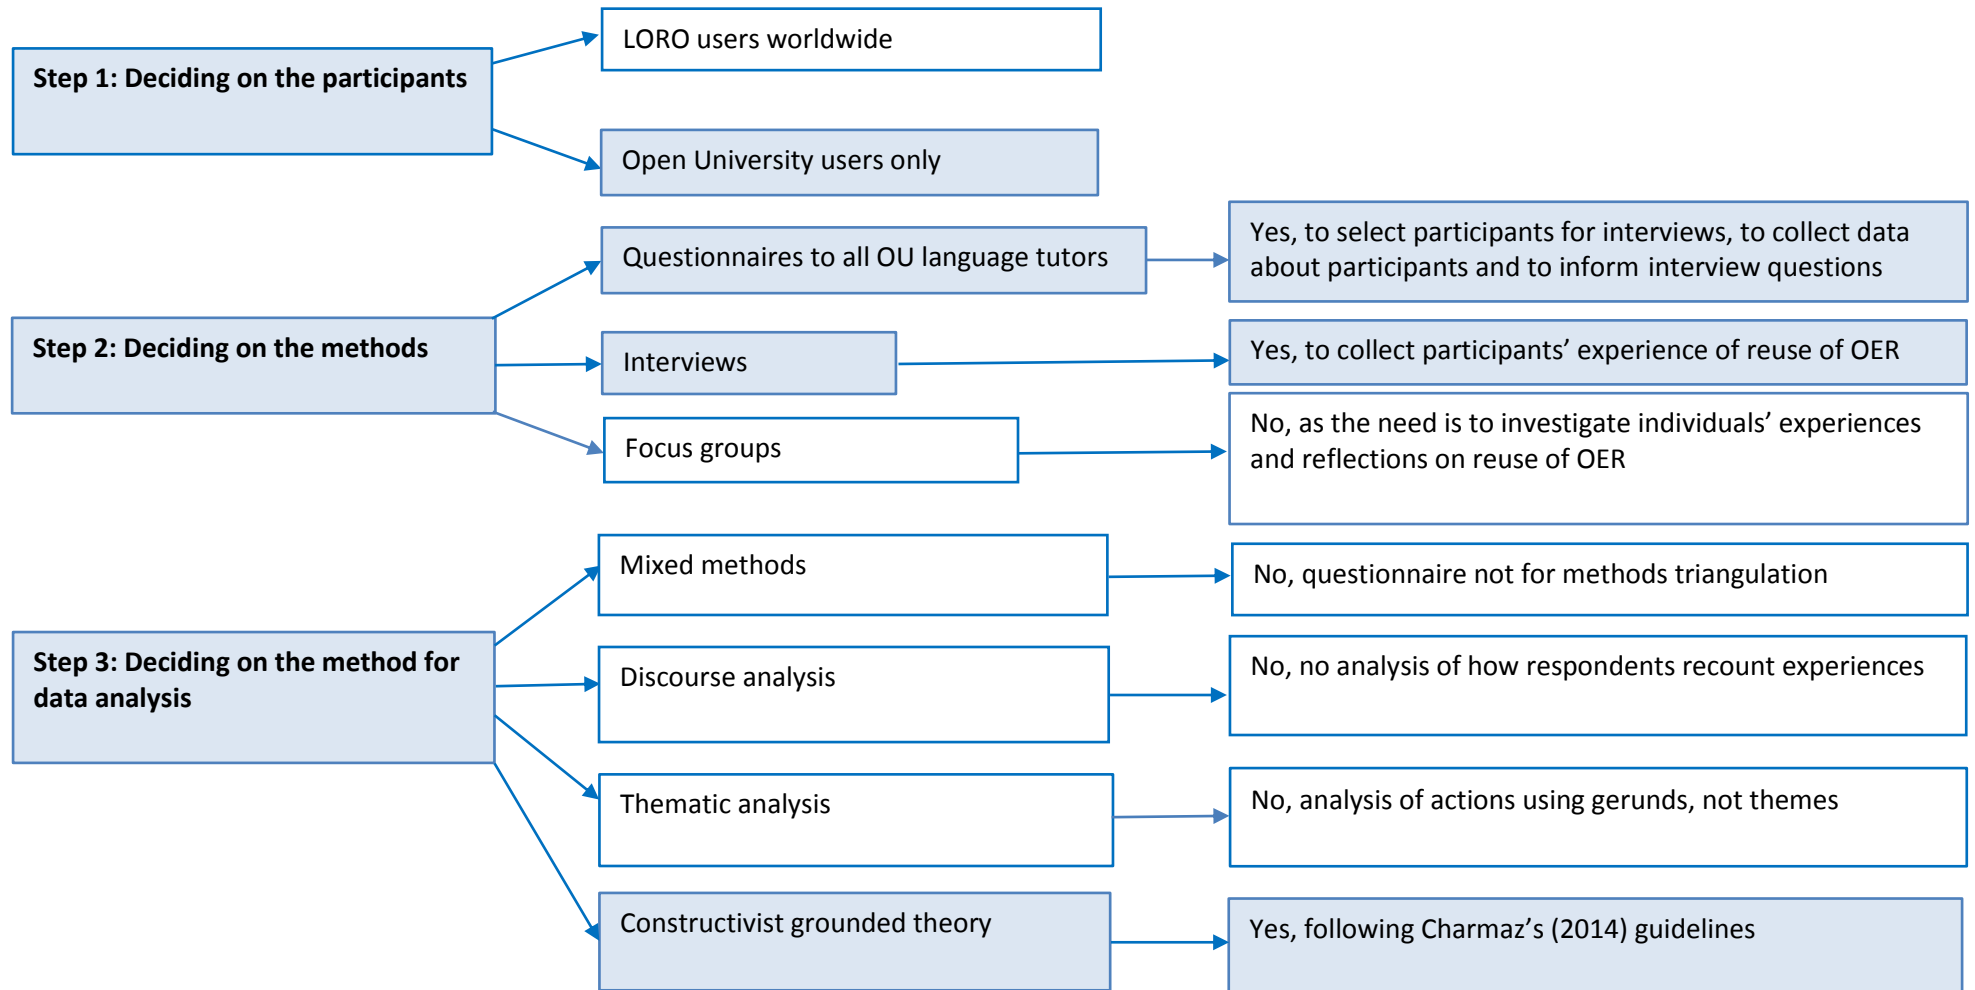 Step 1: Deciding on the participants
LORO users worldwide
Open University users only
Step 2: Deciding on the methods
Questionnaires to all OU language tutors
Yes, to select participants for interviews, to collect data
about participants and to inform interview questions
Interviews
Yes, to collect participants’ experience of reuse of OER
Focus groups
No, as the need is to investigate individuals’ experiences
and reflections on reuse of OER
Step 3: Deciding on the method for
data analysis
Mixed methods
No, questionnaire not for methods triangulation
Discourse analysis
No, no analysis of how respondents recount experiences
Thematic analysis
No, analysis of actions using gerunds, not themes
Constructivist grounded theory
Yes, following Charmaz’s (2014) guidelines